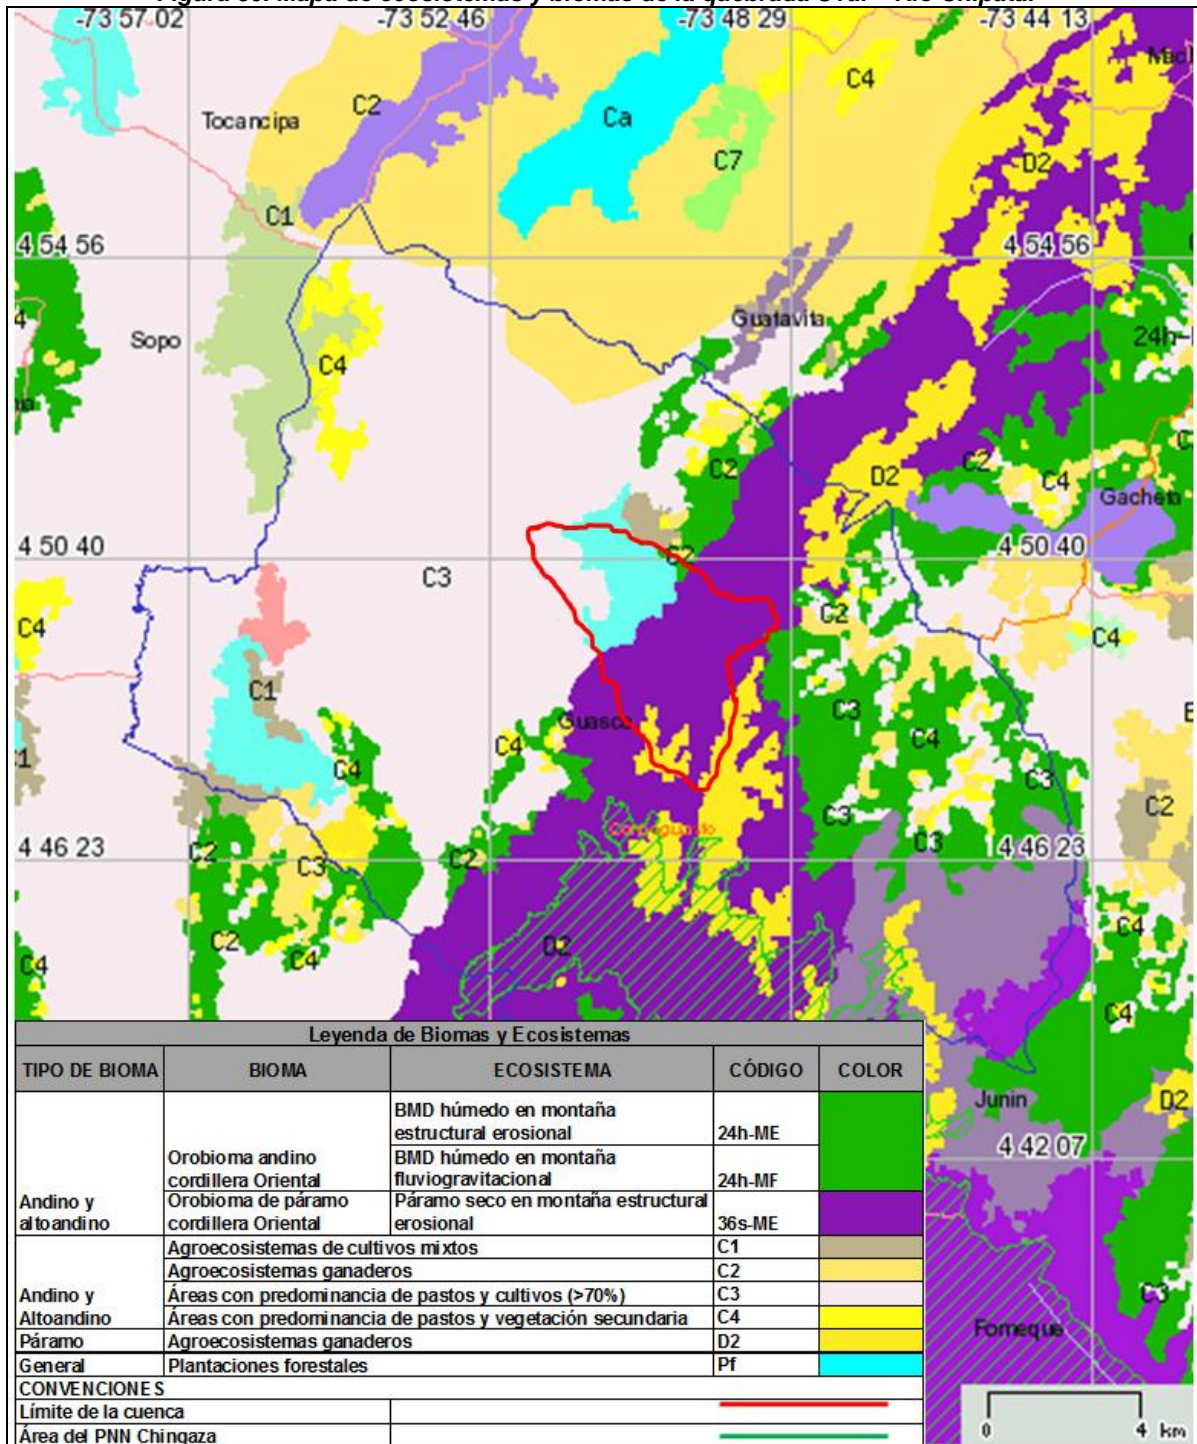 -73 57 02 -73 52 46 -73 48 29 -73 44 13
C4
C2
Tocancipa Ca
C7 D2
C1
4 54 56 4 54 56
Guatavita
Sopo 24h-
C4
C2 D2 C2 C4
Gacheta
4 50 40 C2 4 50 40
C3
C4 C2 C4
C1 C3
Guasca C4 C4
C4 C3
C3 C2
4 46 23 C2 C3 C2 C3 4 46 23
C2 C4 D2 C4
C4 C4
Junin D2
4 42 07
C3
Fomeque
0 4 km
Leyenda de Biomas y Ecosistemas
TIPO DE BIOMA BIOMA ECOSISTEMA CÓDIGO COLOR
Andino y altoandino
Orobioma andino cordillera Oriental
BMD húmedo en montaña
estructural erosional 24h-ME
BMD húmedo en montaña
fluviogravitacional 24h-MF
Orobioma de páramo cordillera Oriental
Páramo seco en montaña estructural
erosional 36s-ME
Andino y Altoandino
Agroecosistemas de cultivos mixtos C1
Agroecosistemas ganaderos C2
Áreas con predominancia de pastos y cultivos (>70%) C3
Áreas con predominancia de pastos y vegetación secundaria C4
Páramo Agroecosistemas ganaderos D2
General Plantaciones forestales Pf
CONVENCIONES
Límite de la cuenca
Área del PNN Chingaza